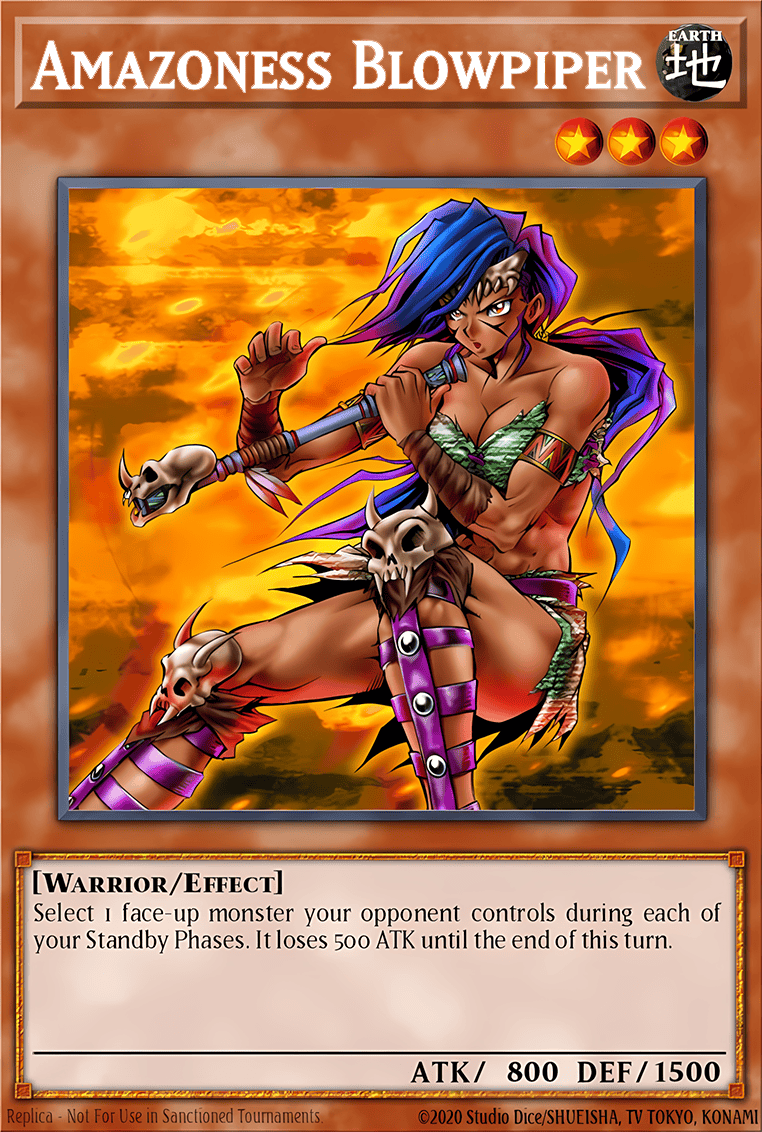 Amazoness Blowpiper
EARTH
地
[Warrior/Effect]
Select 1 face-up monster your opponent controls during each of
your Standby Phases. It loses 500 ATK until the end of this turn.
ATK/ 800 DEF/1500
Replica - Not For Use in Sanctioned Tournaments.
©2020 Studio Dice/SHUEISHA, TV TOKYO, KONAMI